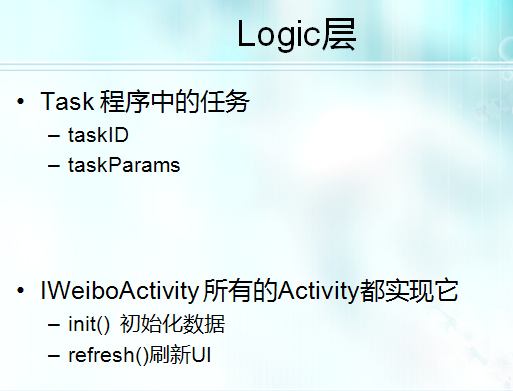 Logic层
• Task 程序中的任务
– taskID
– taskParams
• IWeiboActivity 所有的Activity都实现它
– init() 初始化数据
– refresh()刷新UI